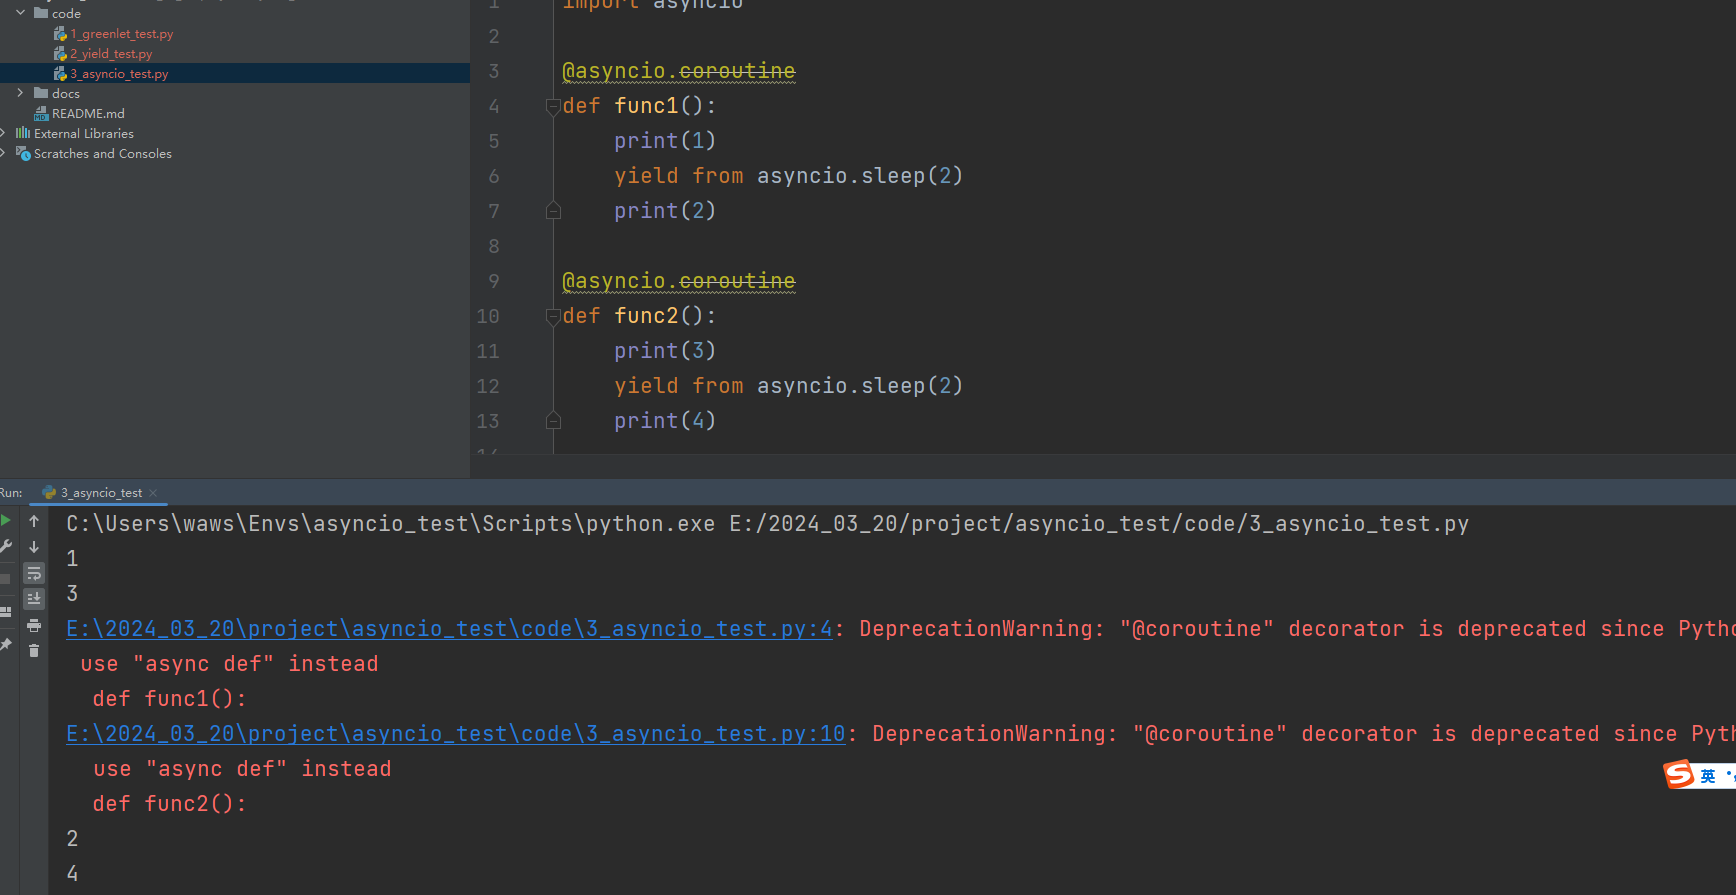 code
1_greenlet_test.py
2_yield_test.py
3_asyncio_test.py
docs
README.md
External Libraries
Scratches and Consoles
1 import asyncio
2
3 @asyncio.coroutine
4 def func1():
5 print(1)
6 yield from asyncio.sleep(2)
7 print(2)
8
9 @asyncio.coroutine
10 def func2():
11 print(3)
12 yield from asyncio.sleep(2)
13 print(4)
14
Run: 3_asyncio_test
C:\Users\waws\Envs\asyncio_test\Scripts\python.exe E:/2024_03_20/project/asyncio_test/code/3_asyncio_test.py
1
3
E:\2024_03_20\project\asyncio_test\code\3_asyncio_test.py:4: DeprecationWarning: "@coroutine" decorator is deprecated since Pytho
use "async def" instead
def func1():
E:\2024_03_20\project\asyncio_test\code\3_asyncio_test.py:10: DeprecationWarning: "@coroutine" decorator is deprecated since Pyth
use "async def" instead
def func2():
英
2
4